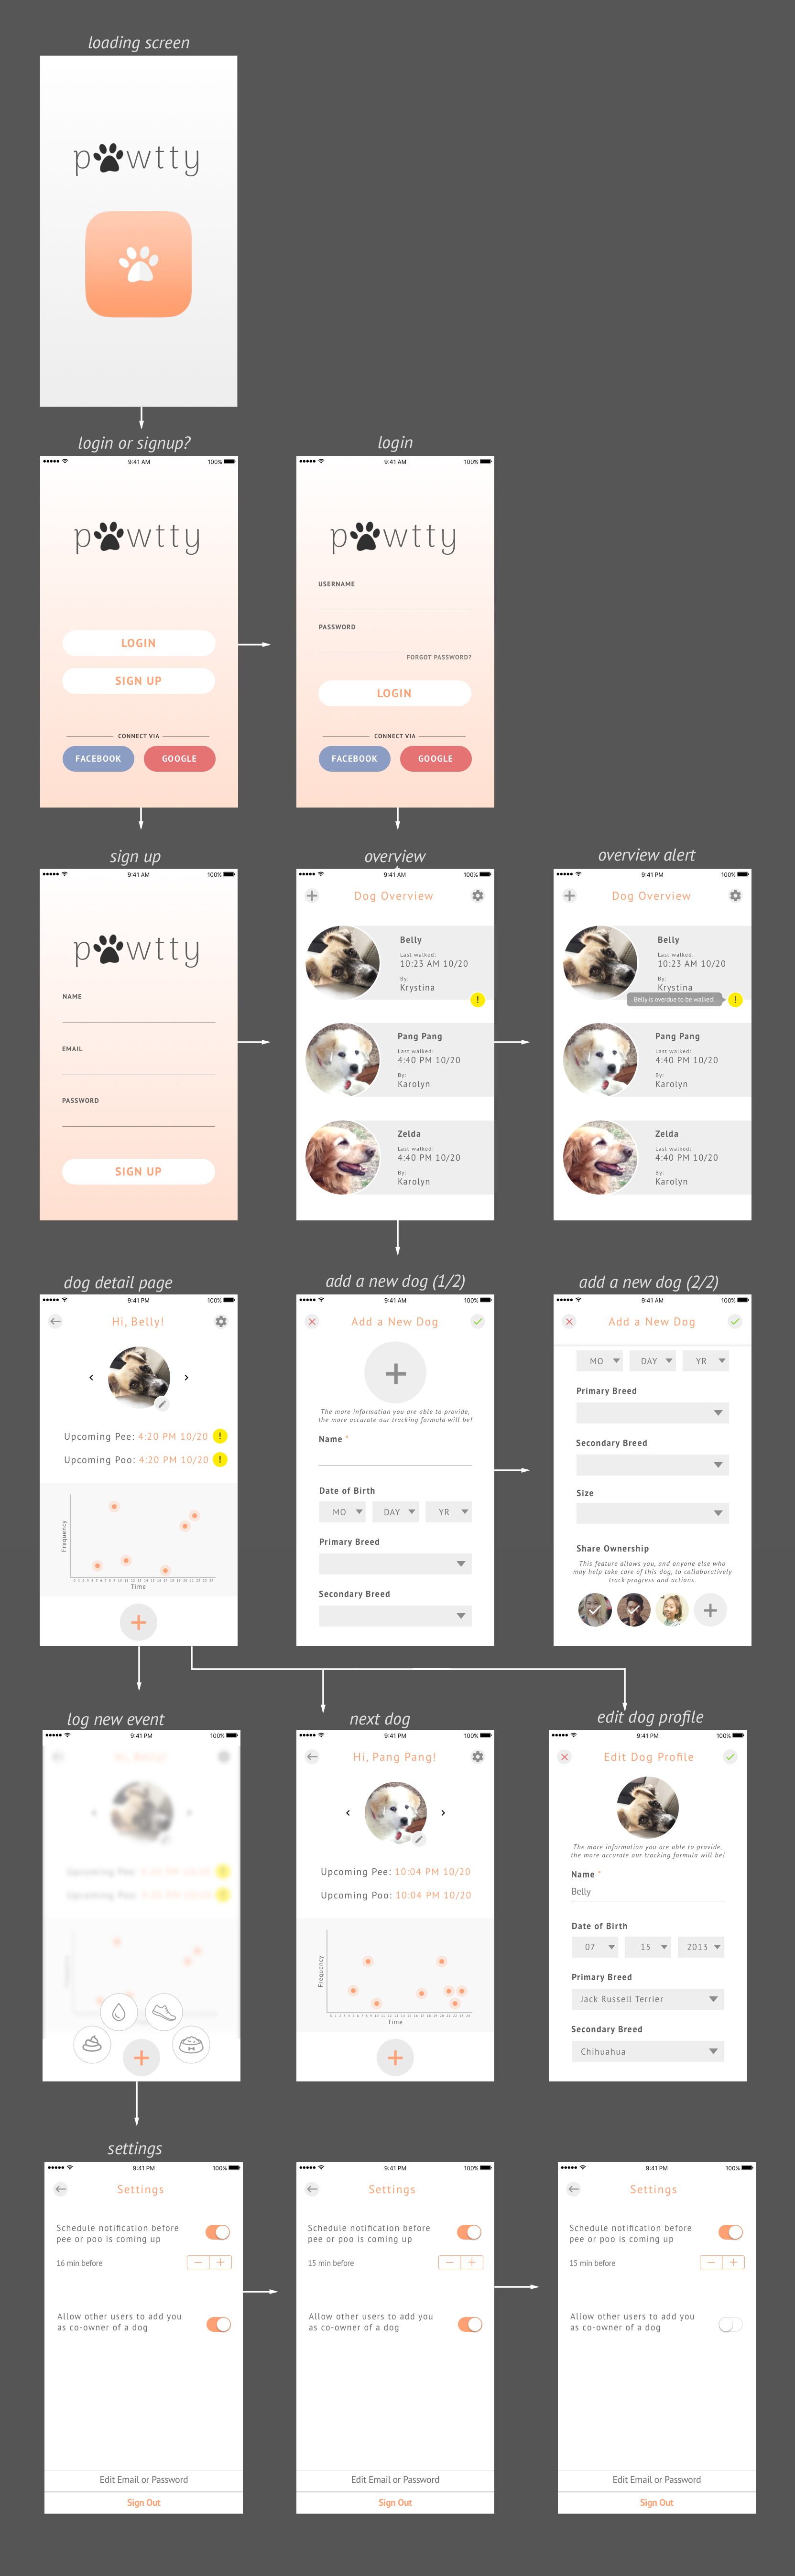 loading screen
pawtty
login or signup?
9:41 AM
100%
pawtty
LOGIN
SIGN UP
CONNECT VIA
FACEBOOK
GOOGLE
login
9:41 AM
100%
pawtty
USERNAME
PASSWORD
FORGOT PASSWORD?
LOGIN
CONNECT VIA
FACEBOOK
GOOGLE
sign up
9:41 AM
100%
pawtty
NAME
EMAIL
PASSWORD
SIGN UP
overview
9:41 AM
100%
Dog Overview
Belly
Last walked:
10:23 AM 10/20
By:
Krystina
!
Pang Pang
Last walked:
4:40 PM 10/20
By:
Karolyn
Zelda
Last walked:
4:40 PM 10/20
By:
Karolyn
overview alert
9:41 PM
100%
Dog Overview
Belly
Last walked:
10:23 AM 10/20
By:
Krystina
Belly is overdue to be walked!
!
Pang Pang
Last walked:
4:40 PM 10/20
By:
Karolyn
Zelda
Last walked:
4:40 PM 10/20
By:
Karolyn
dog detail page
9:41 PM
100%
Hi, Belly!
Upcoming Pee: 4:20 PM 10/20 !
Upcoming Poo: 4:20 PM 10/20 !
Frequency
Time
add a new dog (1/2)
9:41 AM
100%
Add a New Dog
The more information you are able to provide,
the more accurate our tracking formula will be!
Name *
Date of Birth
MO DAY YR
Primary Breed
Secondary Breed
add a new dog (2/2)
9:41 AM
100%
Add a New Dog
MO DAY YR
Primary Breed
Secondary Breed
Size
Share Ownership
This feature allows you, and anyone else who
may help take care of this dog, to collaboratively
track progress and actions.
log new event
9:41 PM
100%
next dog
9:41 PM
100%
Hi, Pang Pang!
Upcoming Pee: 10:04 PM 10/20
Upcoming Poo: 10:04 PM 10/20
Frequency
Time
edit dog profile
9:41 PM
100%
Edit Dog Profile
The more information you are able to provide,
the more accurate our tracking formula will be!
Name *
Belly
Date of Birth
07 15 2013
Primary Breed
Jack Russell Terrier
Secondary Breed
Chihuahua
settings
9:41 PM
100%
Settings
Schedule notification before
pee or poo is coming up
16 min before
Allow other users to add you
as co-owner of a dog
Edit Email or Password
Sign Out
9:41 PM
100%
Settings
Schedule notification before
pee or poo is coming up
15 min before
Allow other users to add you
as co-owner of a dog
Edit Email or Password
Sign Out
9:41 PM
100%
Settings
Schedule notification before
pee or poo is coming up
15 min before
Allow other users to add you
as co-owner of a dog
Edit Email or Password
Sign Out